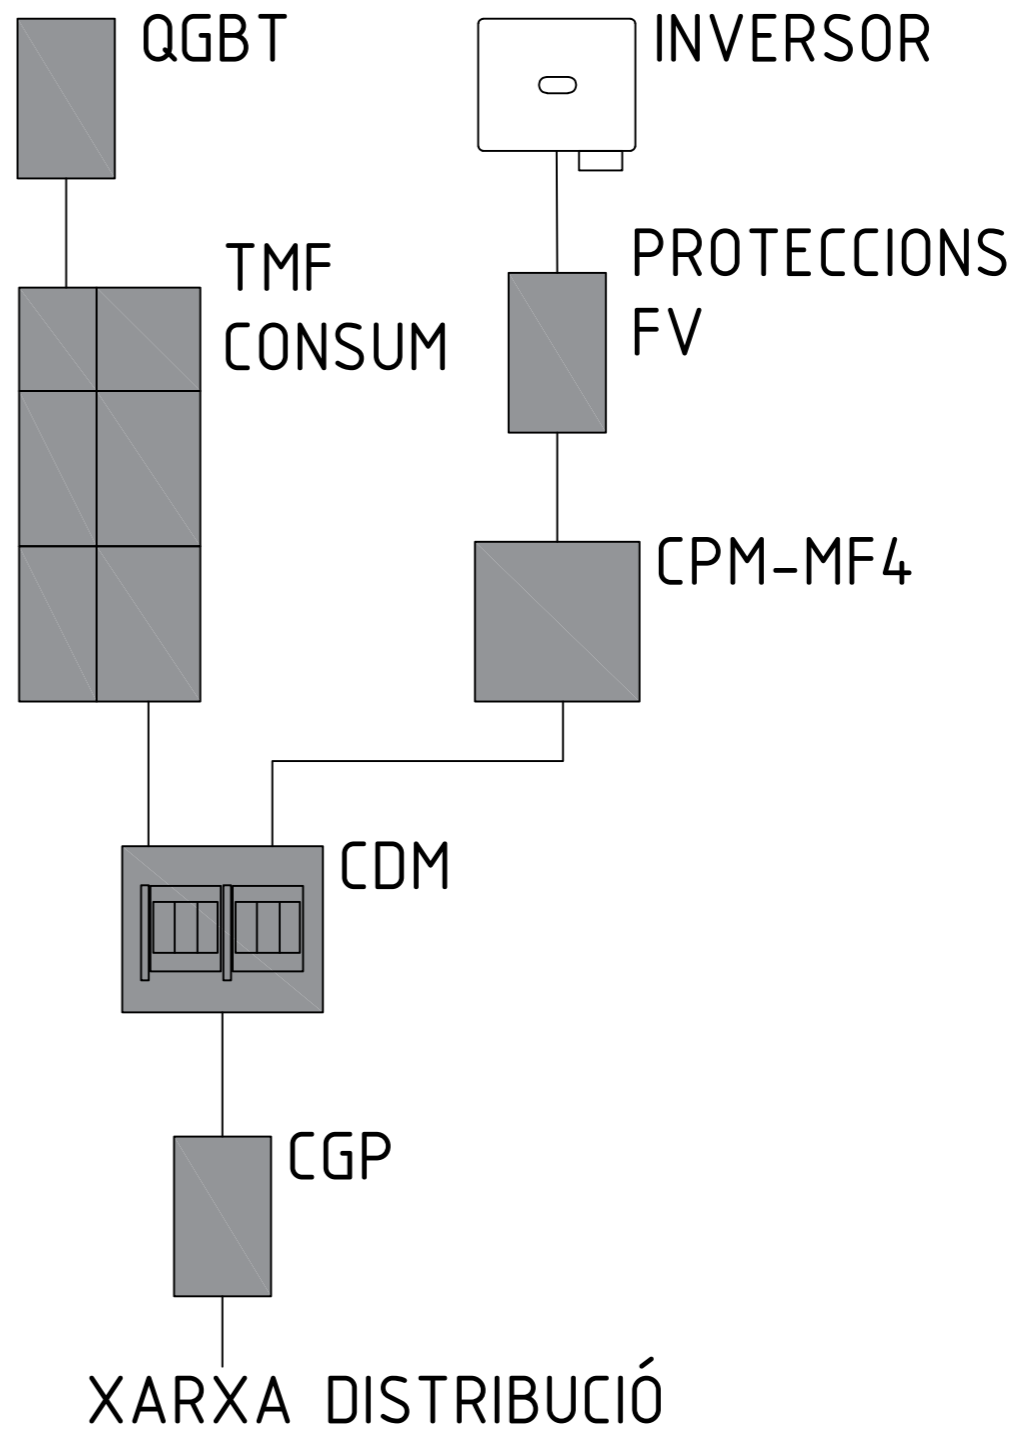 QGBT
INVERSOR
TMF
CONSUM
PROTECCIONS
FV
CPM-MF4
CDM
CGP
XARXA DISTRIBUCIÓ